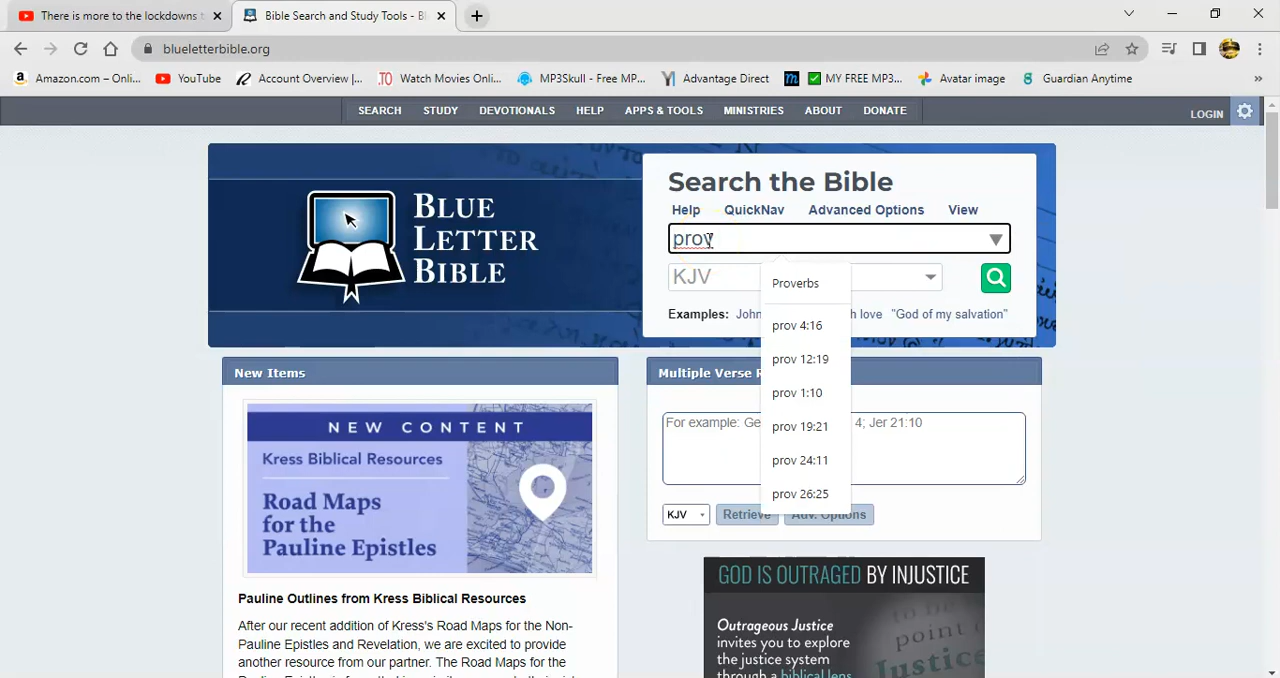 There is more to the lockdowns t
Bible Search and Study Tools - Bl
blueletterbible.org
Amazon.com – Onli...
YouTube
Account Overview |...
Watch Movies Onli...
MP3Skull - Free MP...
Advantage Direct
MY FREE MP3...
Avatar image
Guardian Anytime
»
SEARCH STUDY DEVOTIONALS HELP APPS & TOOLS MINISTRIES ABOUT DONATE
LOGIN
BLUE
LETTER
BIBLE
Search the Bible
Help QuickNav Advanced Options View
prov
KJV
Examples: John h love "God of my salvation"
Proverbs
prov 4:16
prov 12:19
prov 1:10
prov 19:21
prov 24:11
prov 26:25
New Items
NEW CONTENT
Kress Biblical Resources
Road Maps
for the
Pauline Epistles
Pauline Outlines from Kress Biblical Resources
After our recent addition of Kress's Road Maps for the Non-
Pauline Epistles and Revelation, we are excited to provide
another resource from our partner. The Road Maps for the
Multiple Verse R
For example: Ge 4; Jer 21:10
KJV
Retrieve
Adv. Options
GOD IS OUTRAGED BY INJUSTICE
Outrageous Justice
invites you to explore
the justice system
through a biblical lens
to be
point of
Justice